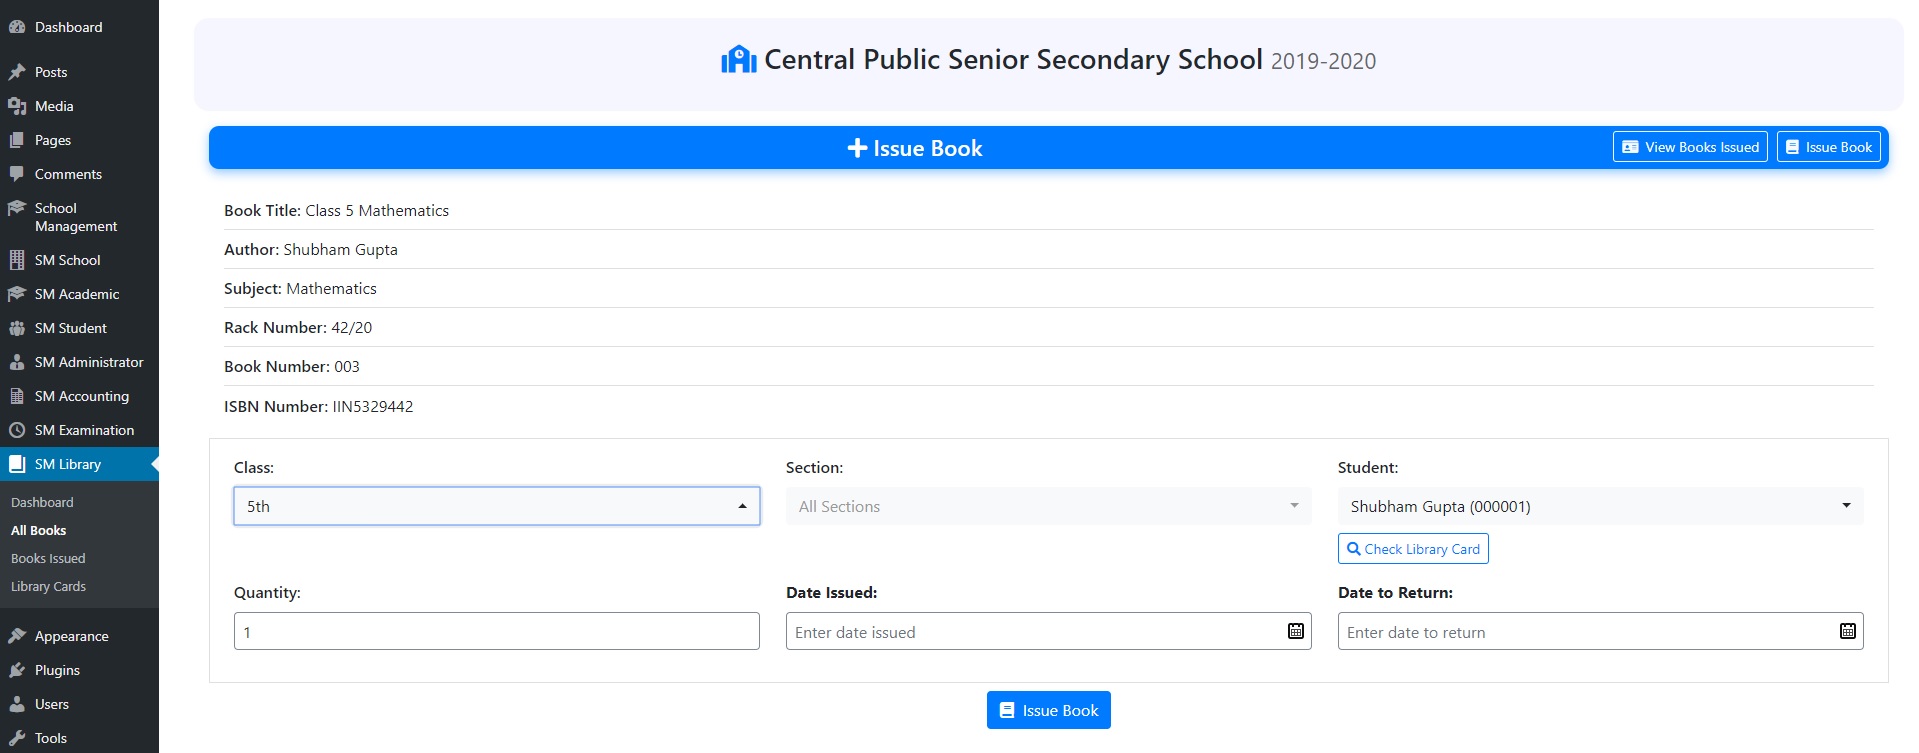 Dashboard
Posts
Media
Pages
Comments
School
Management
SM School
SM Academic
SM Student
SM Administrator
SM Accounting
SM Examination
SM Library
Dashboard
All Books
Books Issued
Library Cards
Appearance
Plugins
Users
Tools
Central Public Senior Secondary School 2019-2020
Issue Book
View Books Issued
Issue Book
Book Title: Class 5 Mathematics
Author: Shubham Gupta
Subject: Mathematics
Rack Number: 42/20
Book Number: 003
ISBN Number: IIN5329442
Class:
5th
Section:
All Sections
Student:
Shubham Gupta (000001)
Check Library Card
Quantity:
1
Date Issued:
Enter date issued
Date to Return:
Enter date to return
Issue Book